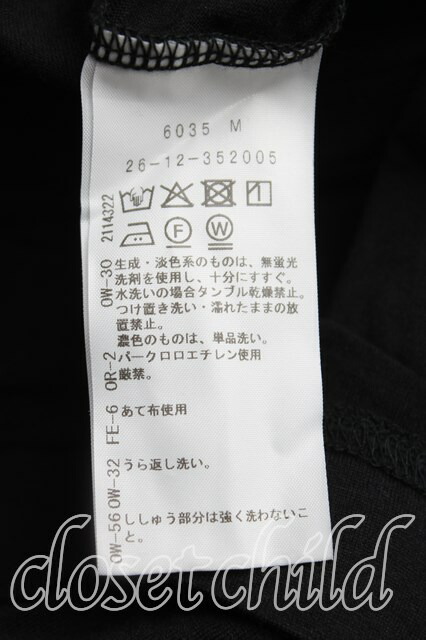 6035 M
26-12-352005
2114322
F
W
0W-30
生成・淡色系のものは、無蛍光
洗剤を使用し、十分にすすぐ。
水洗いの場合タンブル乾燥禁止。
つけ置き洗い・濡れたままの放
置禁止。
濃色のものは、単品洗い。
0R-2
パークロロエチレン使用
厳禁。
FE-6
あて布使用
0W-32
うら返し洗い。
0W-56
ししゅう部分は強く洗わないこ
と。
closet child